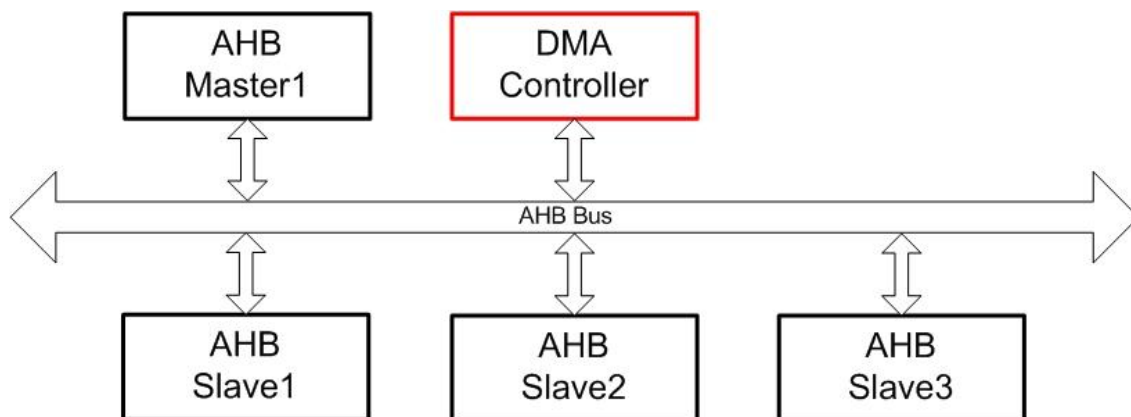 AHB
Master1
DMA
Controller
AHB Bus
AHB
Slave1
AHB
Slave2
AHB
Slave3